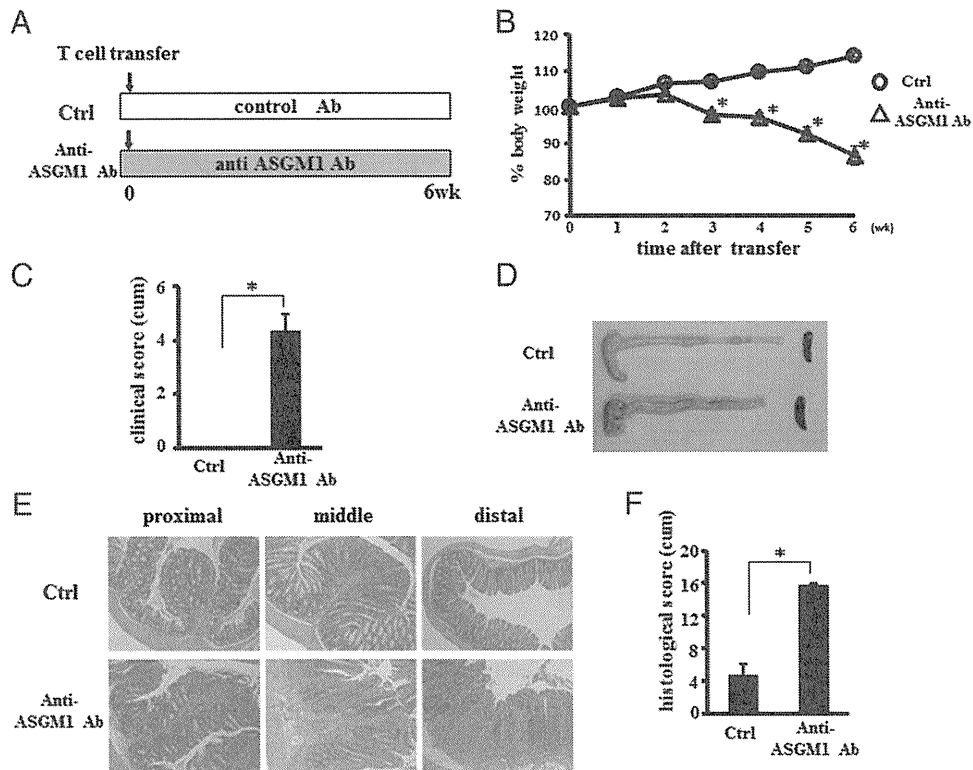 A
T cell transfer
Ctrl
control Ab
Anti-
ASGM1 Ab
anti ASGM1 Ab
0
6wk
B
% body weight
120
110
100
90
80
70
0 1 2 3 4 5 6 (wk)
time after transfer
* * * *
Ctrl
Anti-
ASGM1 Ab
C
clinical score (cum)
6
4
2
0
*
Ctrl
Anti-
ASGM1 Ab
D
Ctrl
Anti-
ASGM1 Ab
E
proximal middle distal
Ctrl
Anti-
ASGM1 Ab
F
histological score (cum)
20
16
12
8
4
0
*
Ctrl
Anti-
ASGM1 Ab